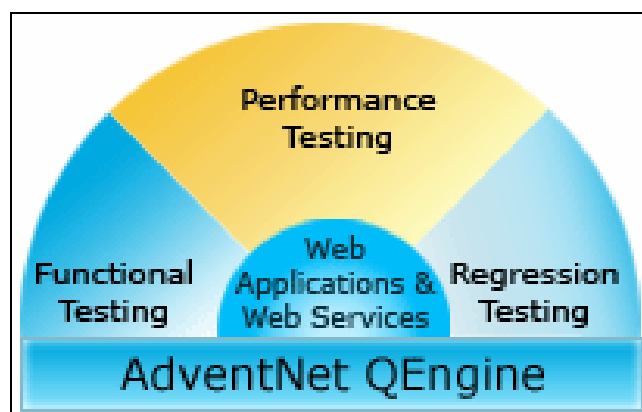 Performance
Testing
Functional
Testing
Web
Applications &
Web Services
Regression
Testing
AdventNet QEngine